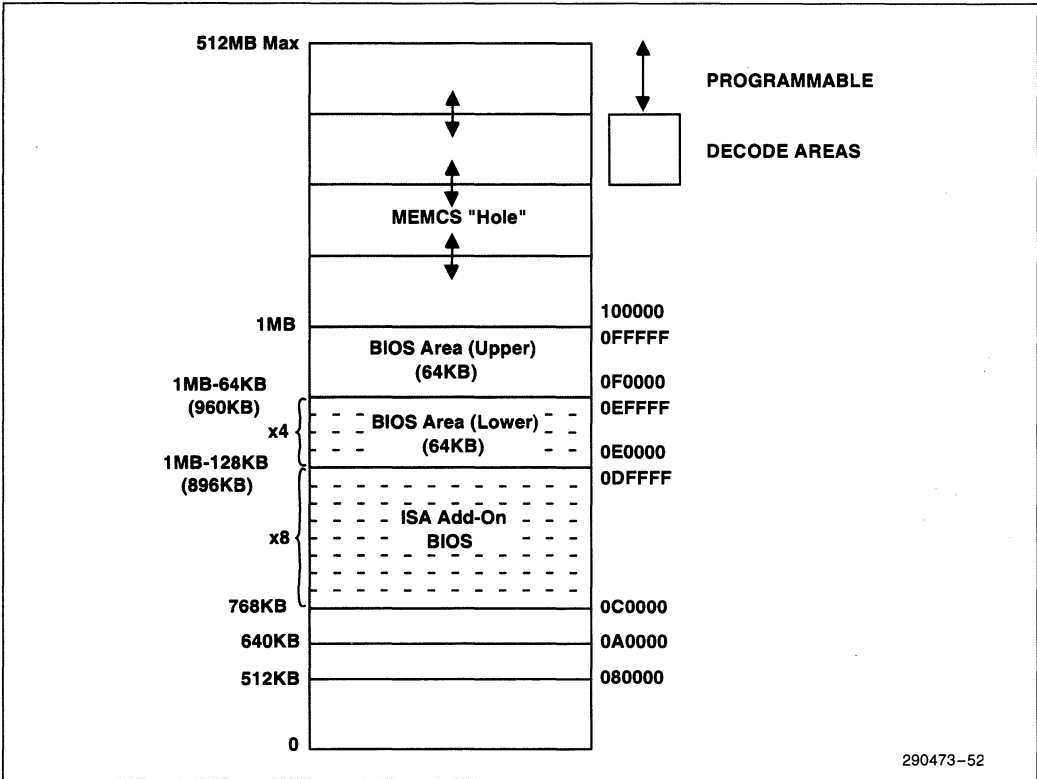 512MB Max
PROGRAMMABLE
DECODE AREAS
MEMCS "Hole"
100000
1MB
0FFFFF
BIOS Area (Upper)
(64KB)
0F0000
1MB-64KB
(960KB)
0EFFFF
x4
BIOS Area (Lower)
(64KB)
0E0000
1MB-128KB
(896KB)
0DFFFF
ISA Add-On
BIOS
x8
768KB
0C0000
640KB
0A0000
512KB
080000
0
290473-52